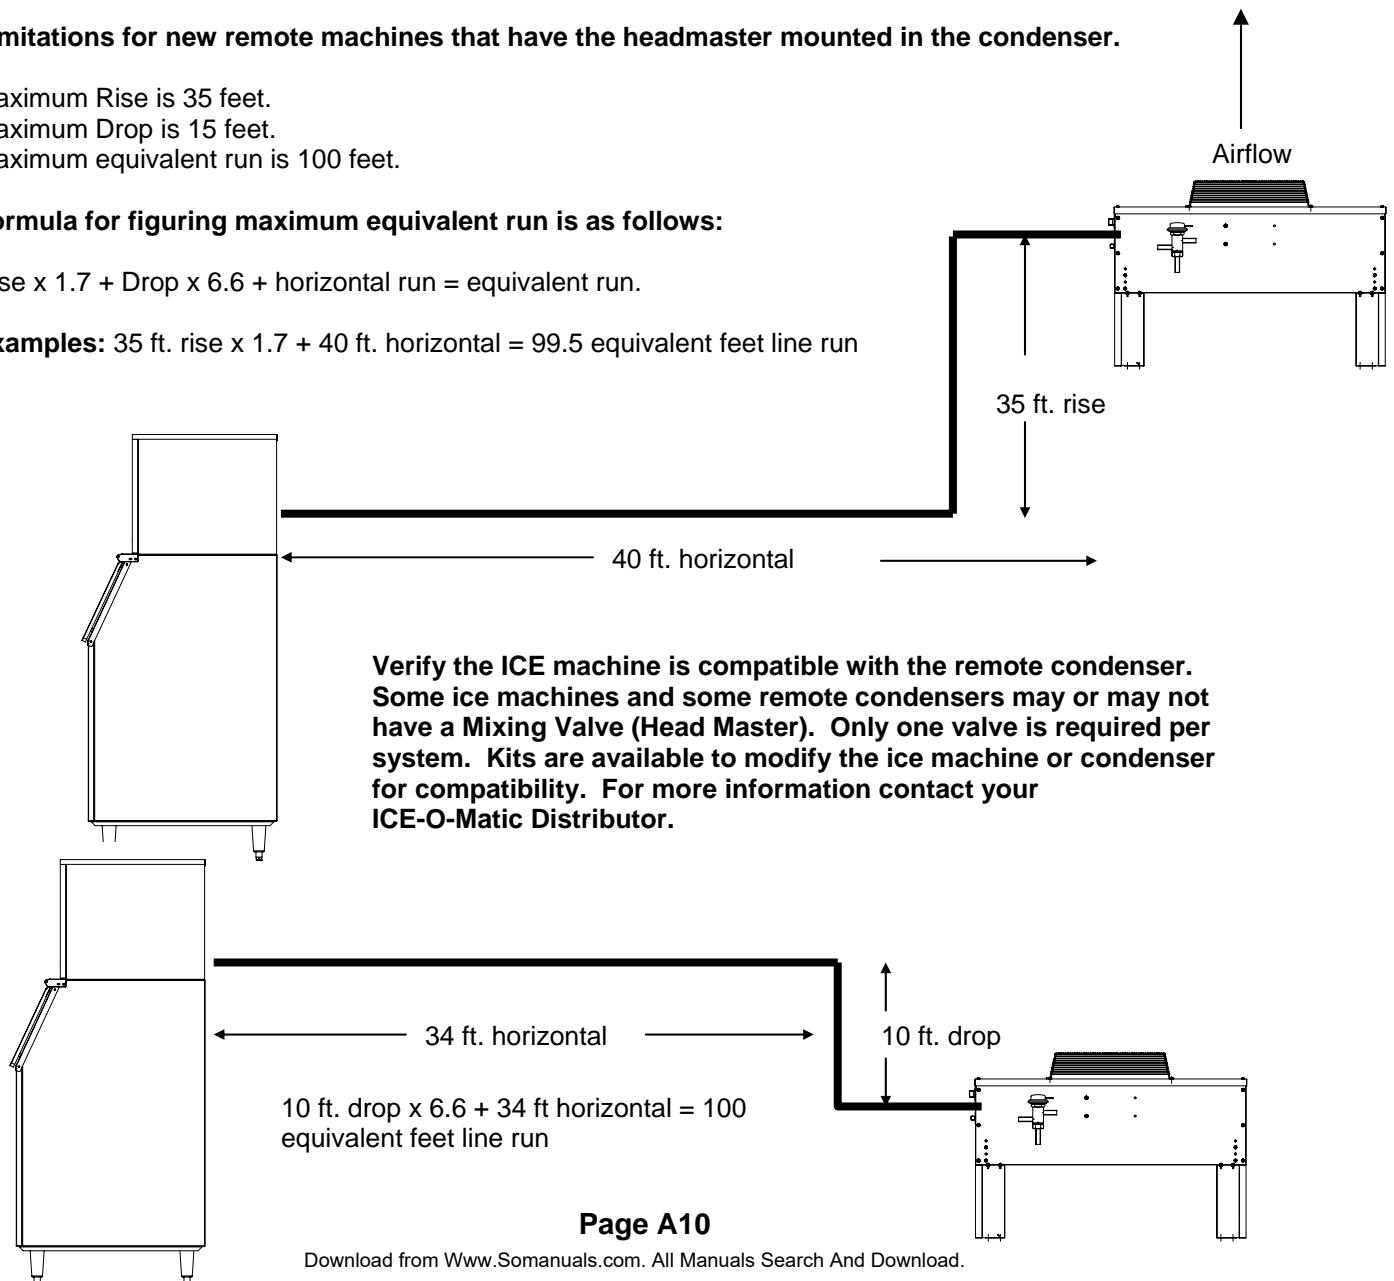 mitations for new remote machines that have the headmaster mounted in the condenser.
aximum Rise is 35 feet.
aximum Drop is 15 feet.
aximum equivalent run is 100 feet.
Airflow
ormula for figuring maximum equivalent run is as follows:
se x 1.7 + Drop x 6.6 + horizontal run = equivalent run.
xamples: 35 ft. rise x 1.7 + 40 ft. horizontal = 99.5 equivalent feet line run
35 ft. rise
40 ft. horizontal
Verify the ICE machine is compatible with the remote condenser.
Some ice machines and some remote condensers may or may not
have a Mixing Valve (Head Master).  Only one valve is required per
system.  Kits are available to modify the ice machine or condenser
for compatibility.  For more information contact your
ICE-O-Matic Distributor.
34 ft. horizontal
10 ft. drop
10 ft. drop x 6.6 + 34 ft horizontal = 100
equivalent feet line run
Page A10
Download from Www.Somanuals.com. All Manuals Search And Download.